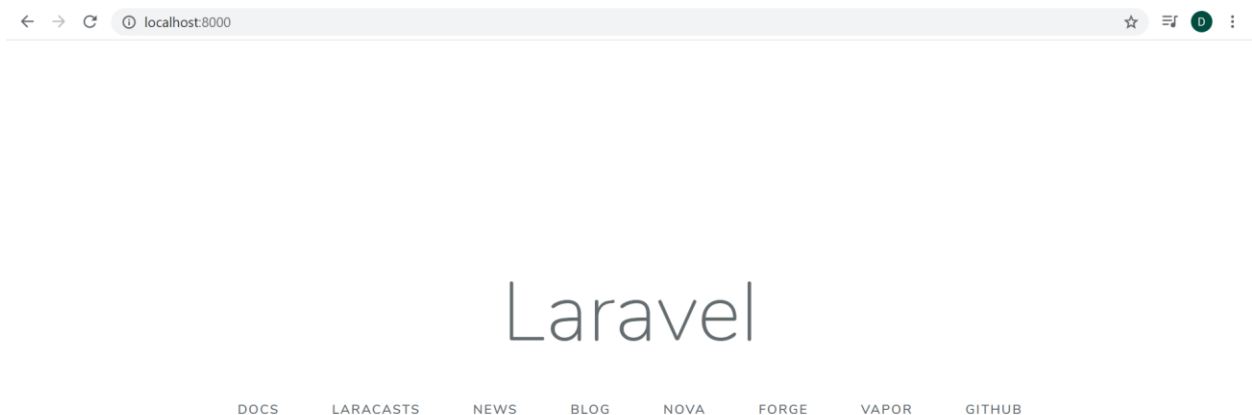 localhost:8000
D
Laravel
DOCS LARACASTS NEWS BLOG NOVA FORGE VAPOR GITHUB